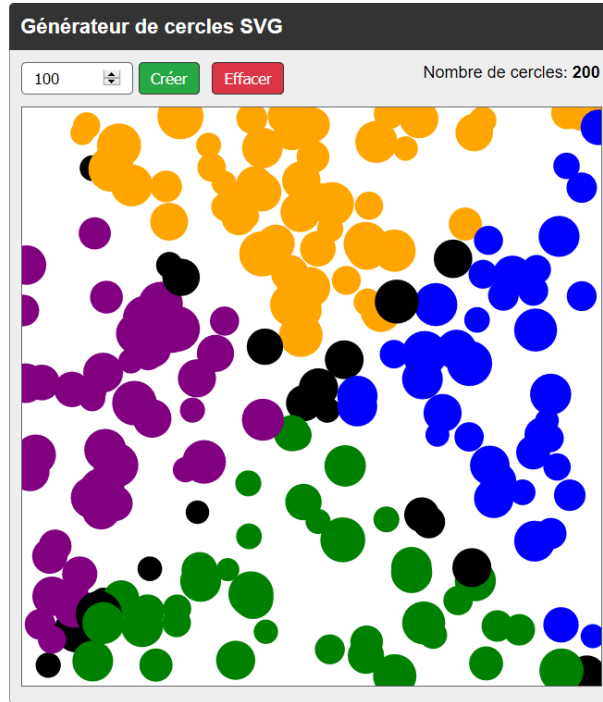 Générateur de cercles SVG
100 Créer Effacer Nombre de cercles: 200